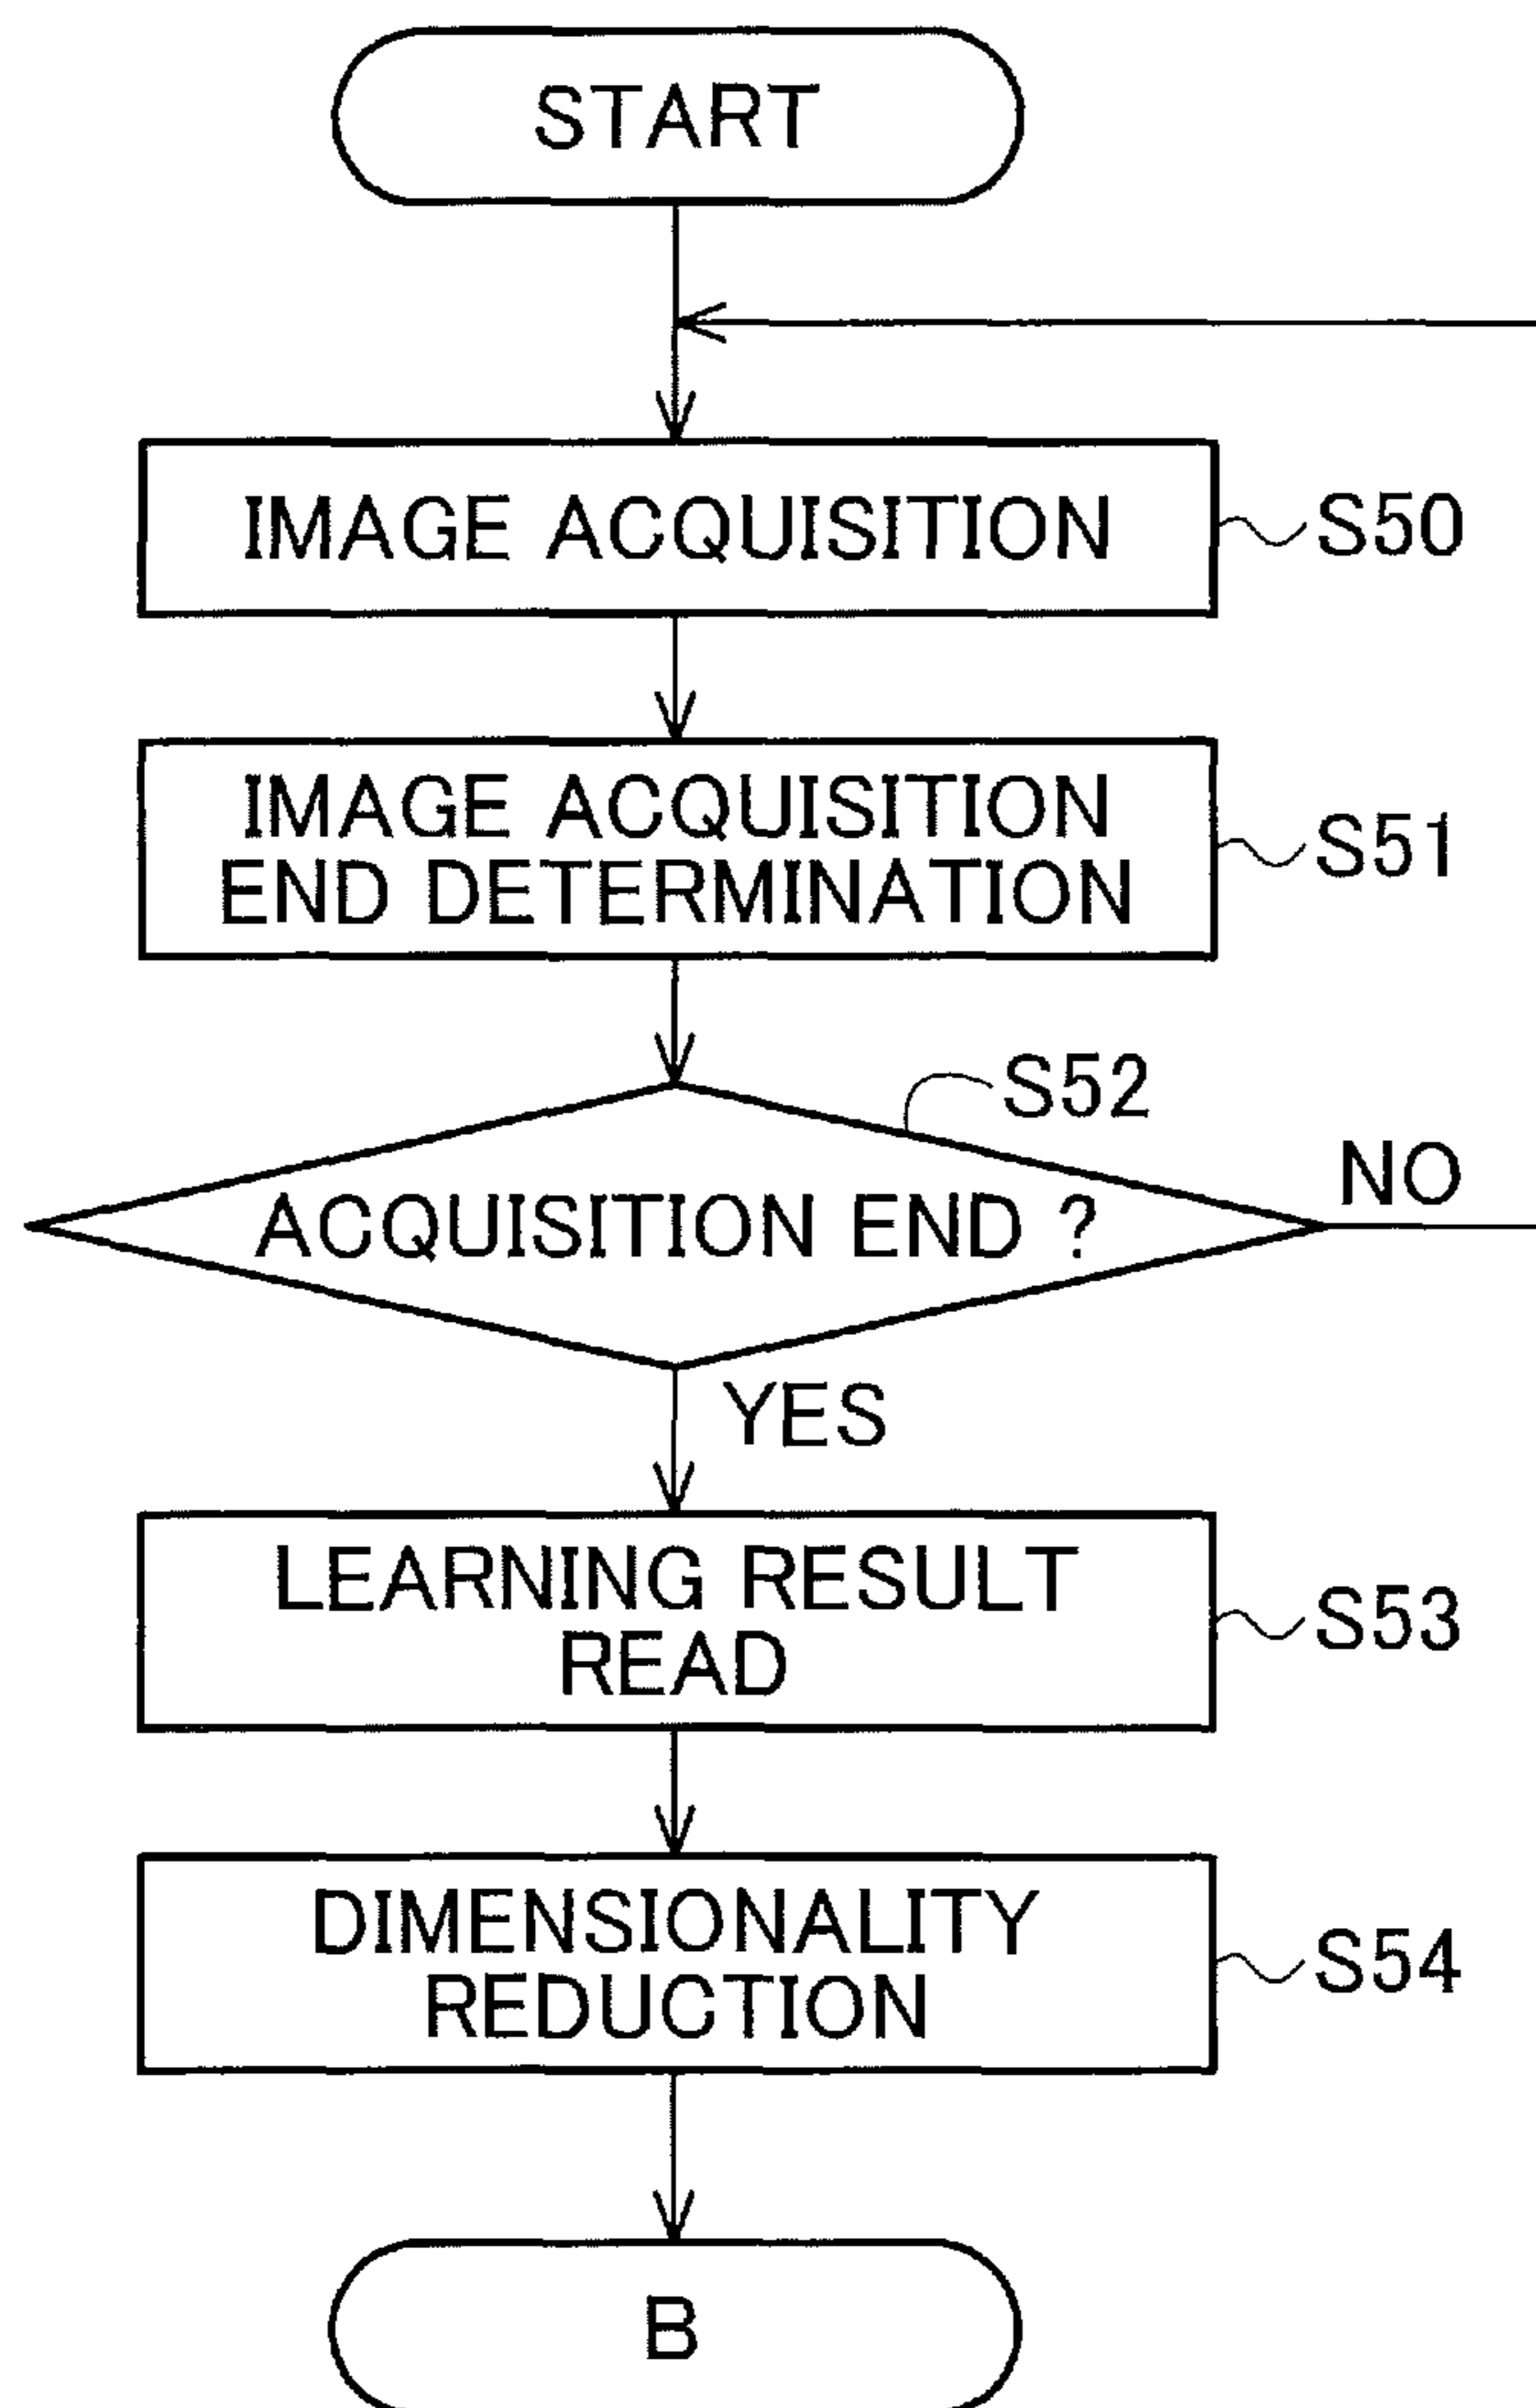 START
IMAGE ACQUISITION
S50
IMAGE ACQUISITION
END DETERMINATION
S51
S52
ACQUISITION END ?
NO
YES
LEARNING RESULT
READ
S53
DIMENSIONALITY
REDUCTION
S54
B